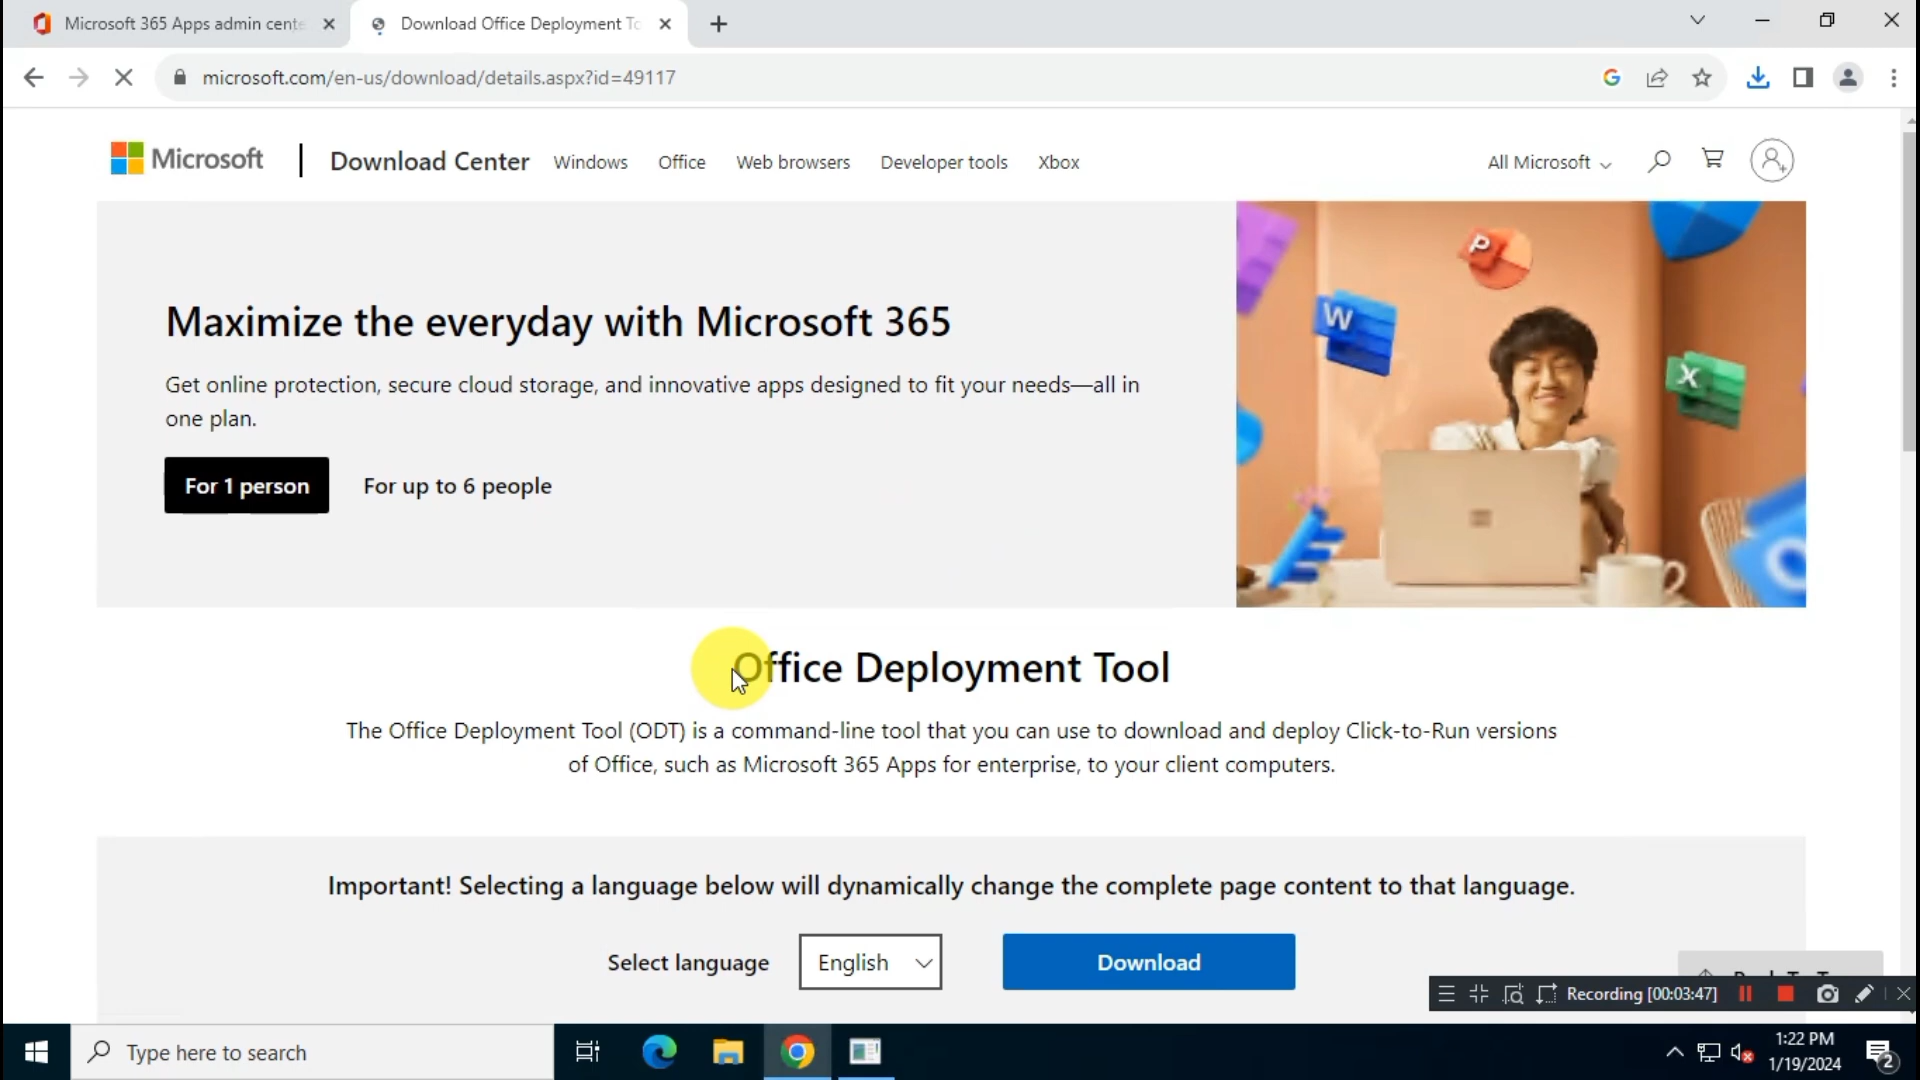 Microsoft 365 Apps admin cente
Download Office Deployment To
microsoft.com/en-us/download/details.aspx?id=49117
Microsoft
Download Center
Windows
Office
Web browsers
Developer tools
Xbox
All Microsoft
Maximize the everyday with Microsoft 365
Get online protection, secure cloud storage, and innovative apps designed to fit your needs—all in
one plan.
For 1 person
For up to 6 people
P
W
X
Office Deployment Tool
The Office Deployment Tool (ODT) is a command-line tool that you can use to download and deploy Click-to-Run versions
of Office, such as Microsoft 365 Apps for enterprise, to your client computers.
Important! Selecting a language below will dynamically change the complete page content to that language.
Select language
English
Download
Recording [00:03:47]
Type here to search
1:22 PM
1/19/2024
2